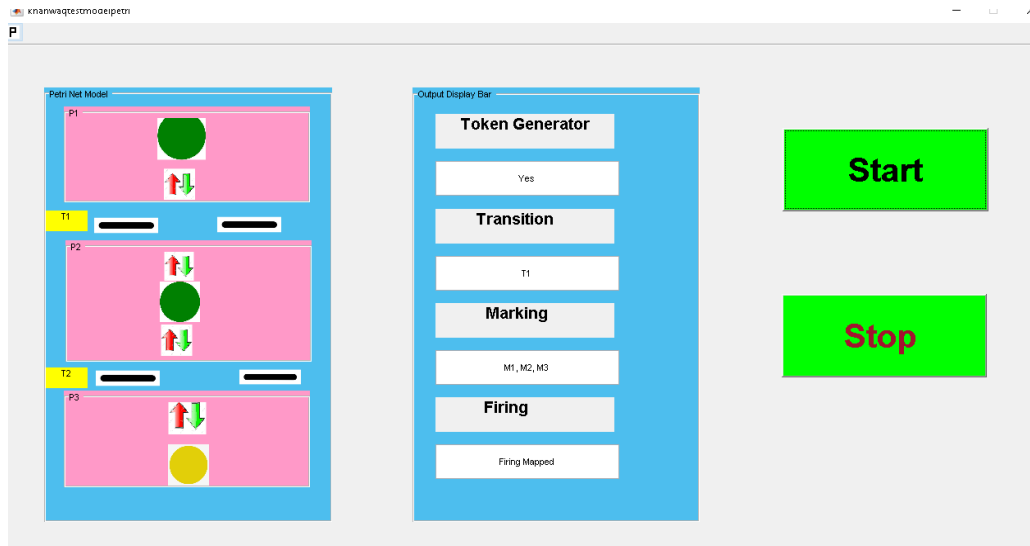 P
Petri Net Model
P1
T1
P2
T2
P3
Output Display Bar
Token Generator
Yes
Transition
T1
Marking
M1, M2, M3
Firing
Firing Mapped
Start
Stop